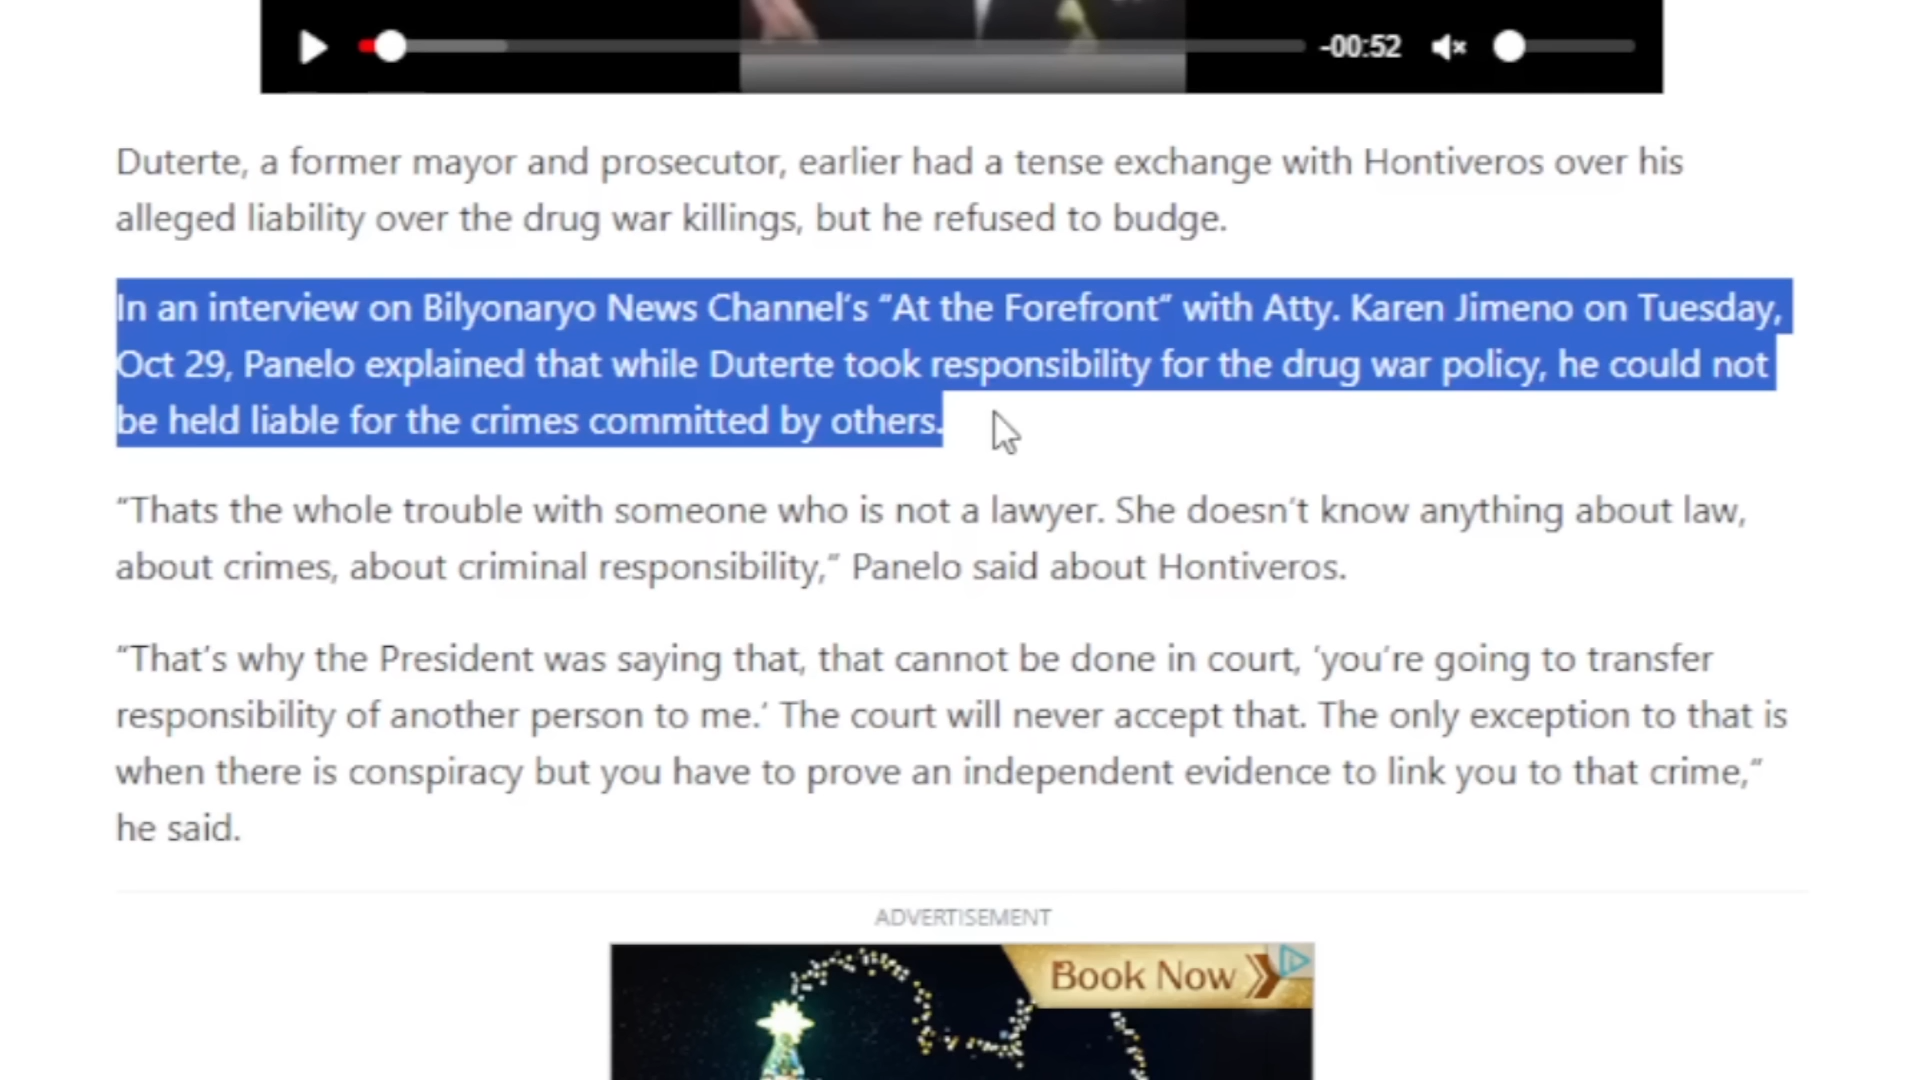 -00:52
Duterte, a former mayor and prosecutor, earlier had a tense exchange with Hontiveros over his
alleged liability over the drug war killings, but he refused to budge.
In an interview on Bilyonaryo News Channel's “At the Forefront” with Atty. Karen Jimeno on Tuesday,
Oct 29, Panelo explained that while Duterte took responsibility for the drug war policy, he could not
be held liable for the crimes committed by others.
“Thats the whole trouble with someone who is not a lawyer. She doesn't know anything about law,
about crimes, about criminal responsibility,” Panelo said about Hontiveros.
“That's why the President was saying that, that cannot be done in court, ‘you're going to transfer
responsibility of another person to me.’ The court will never accept that. The only exception to that is
when there is conspiracy but you have to prove an independent evidence to link you to that crime,”
he said.
ADVERTISEMENT
Book Now